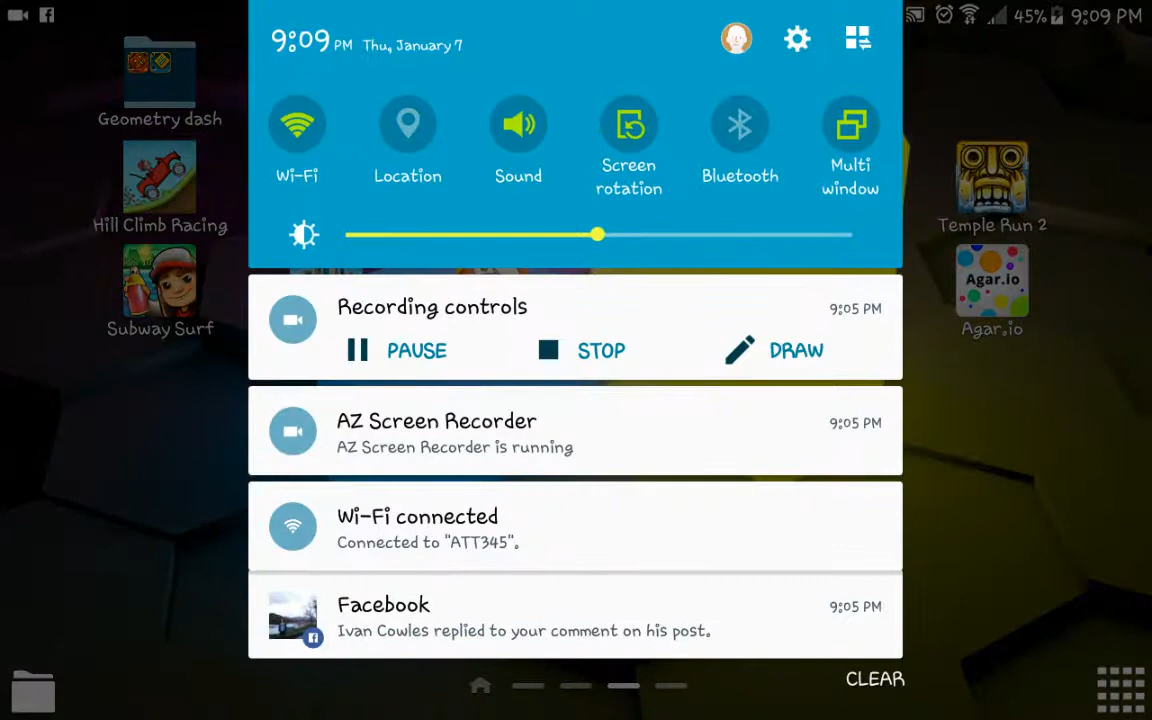 45% 9:09 PM
9:09 PM Thu, January 7
Wi-Fi
Location
Sound
Screen
rotation
Bluetooth
Multi
window
Geometry dash
Hill Climb Racing
Subway Surf
Temple Run 2
Agar.io
Agar.io
Recording controls 9:05 PM
PAUSE STOP DRAW
AZ Screen Recorder 9:05 PM
AZ Screen Recorder is running
Wi-Fi connected
Connected to "ATT345".
Facebook 9:05 PM
Ivan Cowles replied to your comment on his post.
CLEAR